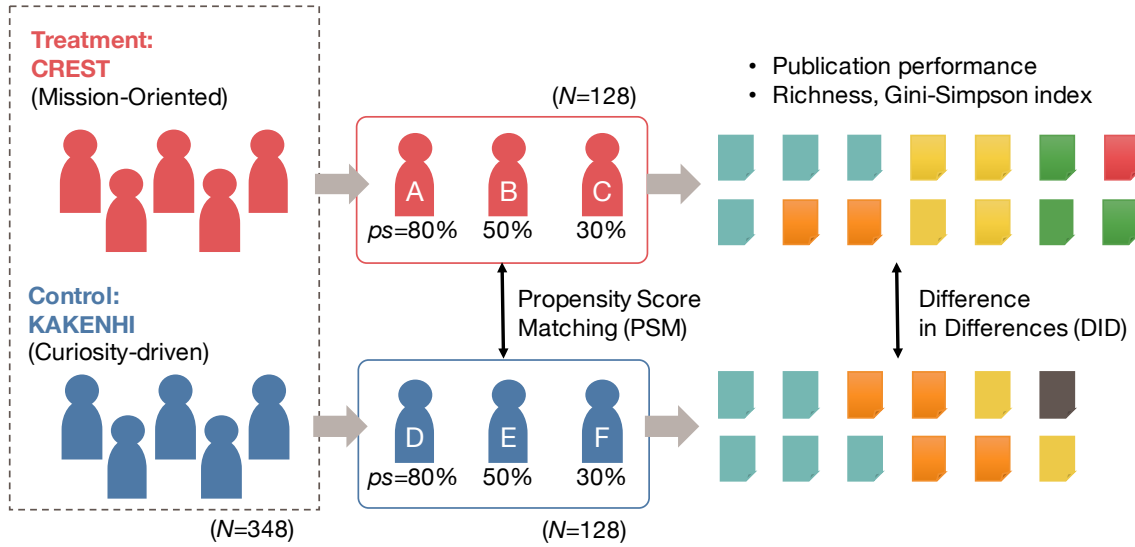 Treatment:
CREST
(Mission-Oriented)
(N=128)
A B C
ps=80% 50% 30%
• Publication performance
• Richness, Gini-Simpson index
Propensity Score
Matching (PSM)
Difference
in Differences (DID)
Control:
KAKENHI
(Curiosity-driven)
D E F
ps=80% 50% 30%
(N=348)
(N=128)